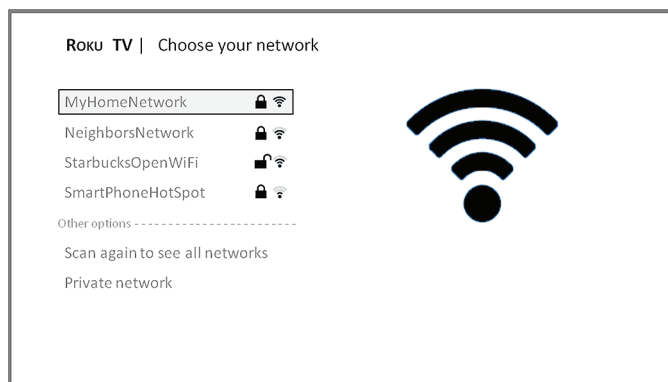 ROKU TV | Choose your network
MyHomeNetwork
NeighborsNetwork
StarbucksOpenWiFi
SmartPhoneHotSpot
Other options
Scan again to see all networks
Private network